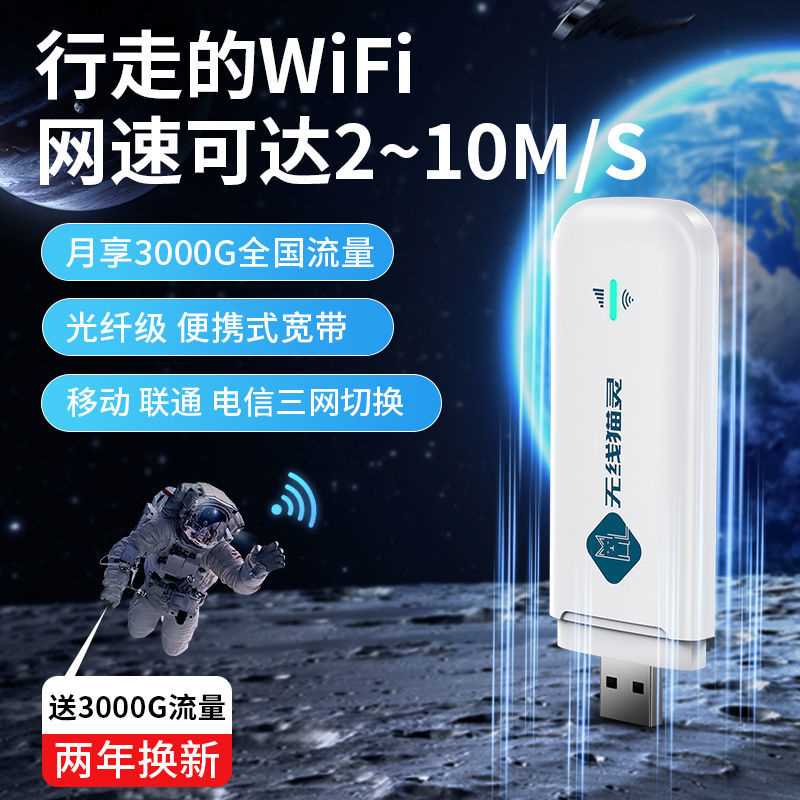 行走的WiFi
网速可达2~10M/S
月享3000G全国流量
光纤级 便携式宽带
移动 联通 电信三网切换
无线猫灵
送3000G流量
两年换新